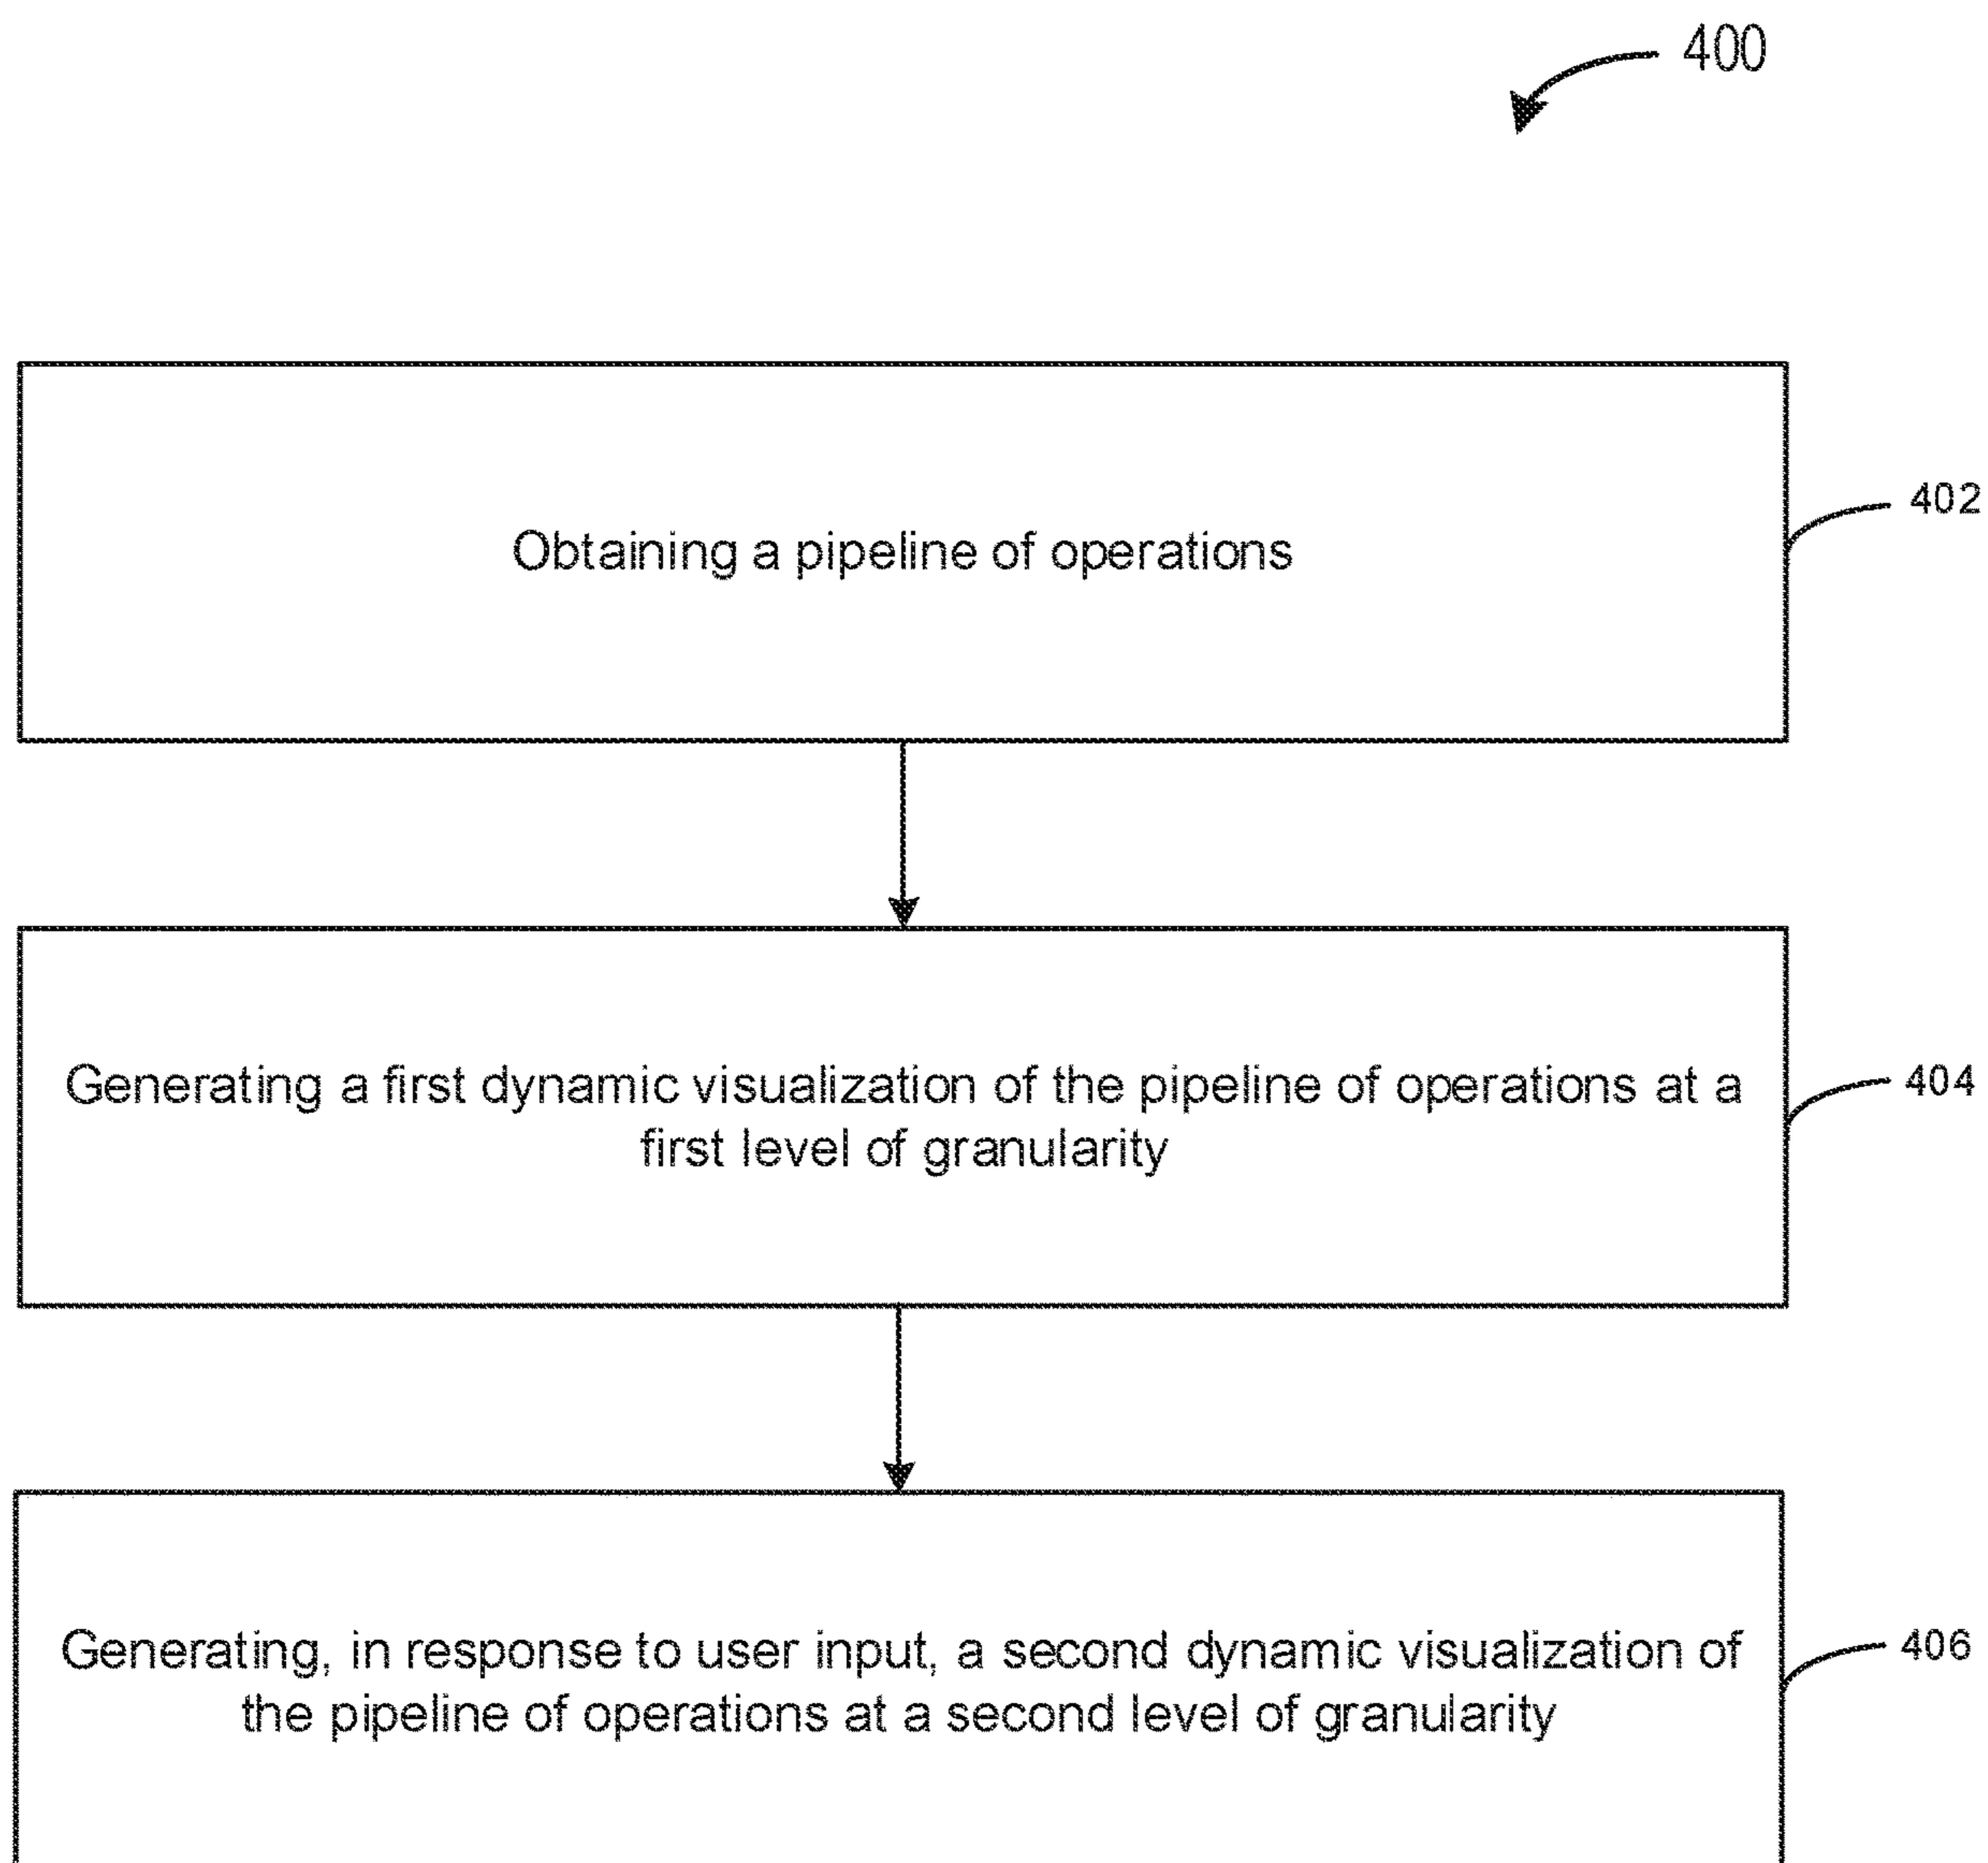 400
Obtaining a pipeline of operations
402
Generating a first dynamic visualization of the pipeline of operations at a
first level of granularity
404
Generating, in response to user input, a second dynamic visualization of
the pipeline of operations at a second level of granularity
406